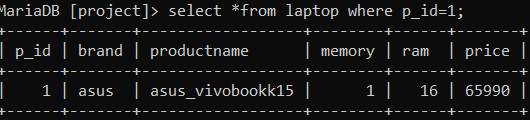 MariaDB [project]> select *from laptop where p_id=1;
+------+-------+------------------+--------+------+-------+
| p_id | brand | productname      | memory | ram  | price |
+------+-------+------------------+--------+------+-------+
|    1 | asus  | asus_vivobookk15 |      1 |   16 | 65990 |
+------+-------+------------------+--------+------+-------+